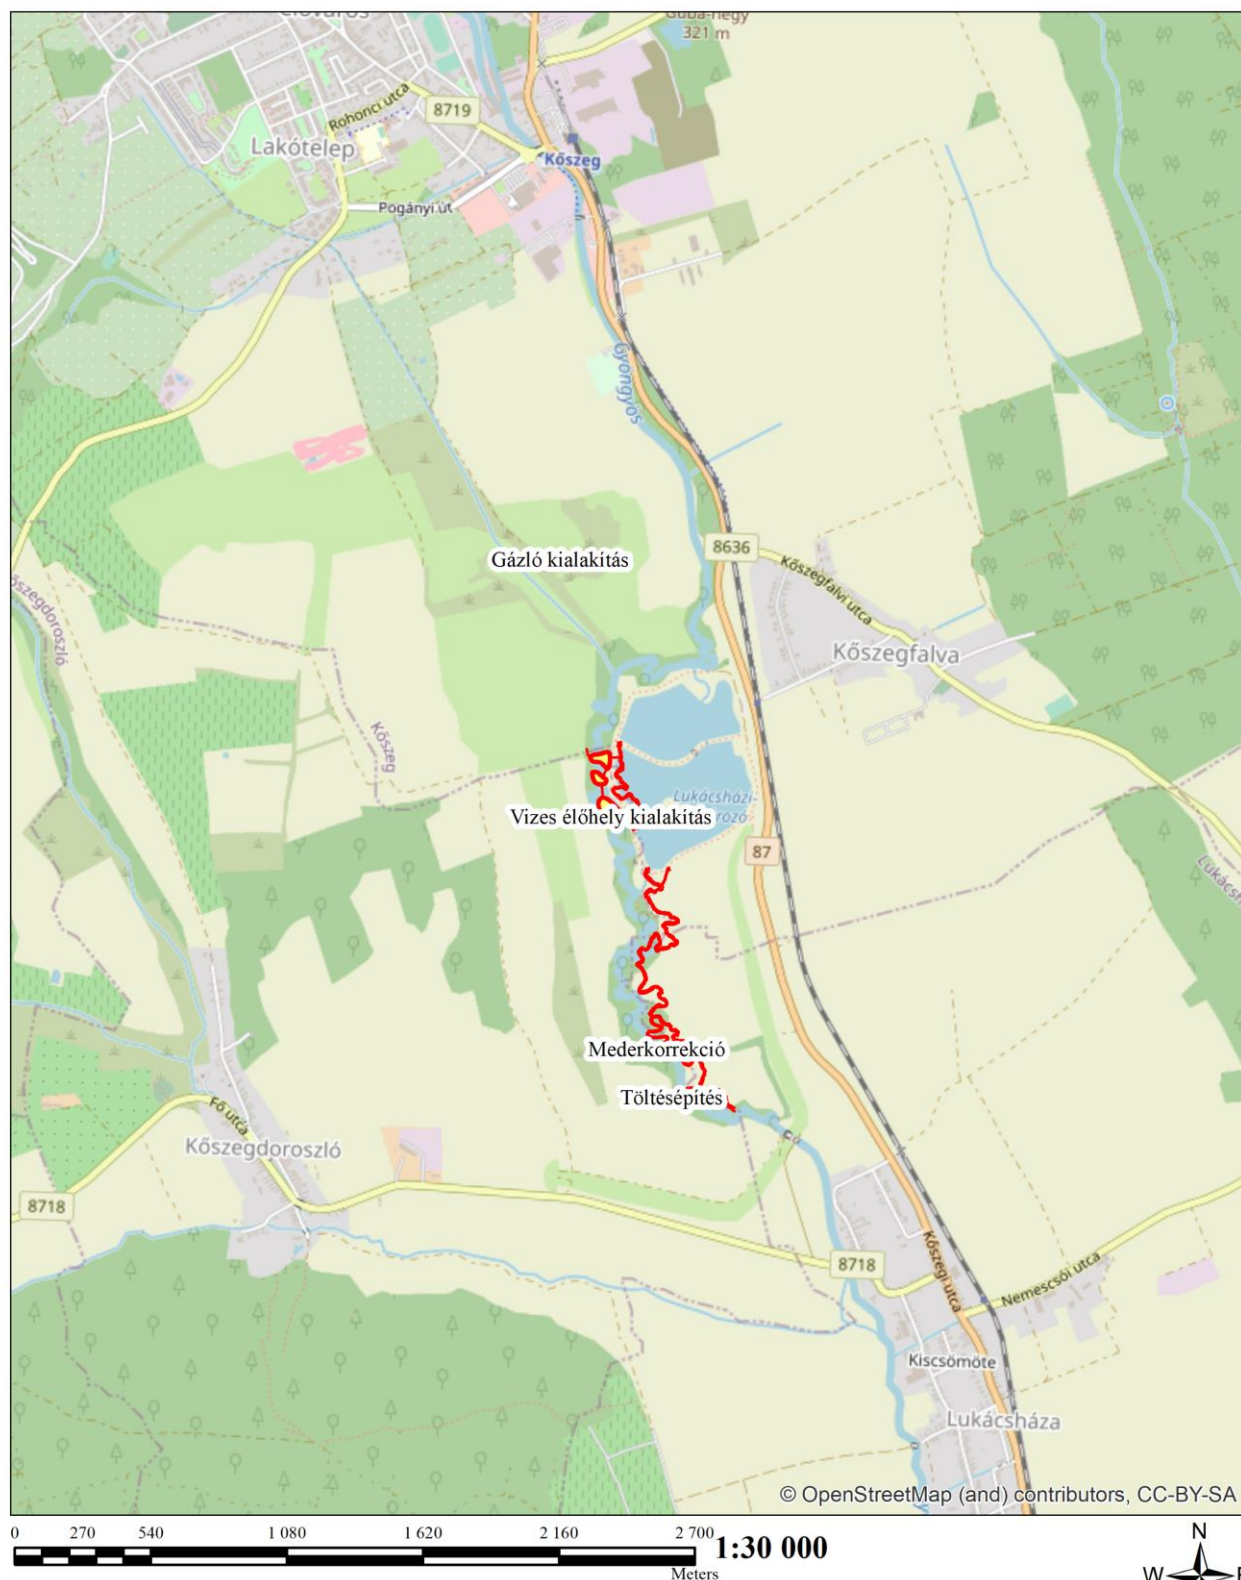 Guba-hegy
321 m
Rohonci utca
8719
Lakótelep
Kőszeg
Pogányi út
Gyöngyös
Gázló kialakítás
8636
Kőszegfalvi utca
Kőszegdoroszló
Kőszegfalva
Kőszeg
Lukácsházi-
Vizes élőhely kialakítás
87
Mederkorrekció
Töltésépítés
Fő utca
Kőszegdoroszló
8718
8718
Kőszegi utca
Nemescsói utca
Kiscsömöte
Lukácsháza
© OpenStreetMap (and) contributors, CC-BY-SA
0 270 540 1 080 1 620 2 160 2 700
1:30 000
Meters
N
W E